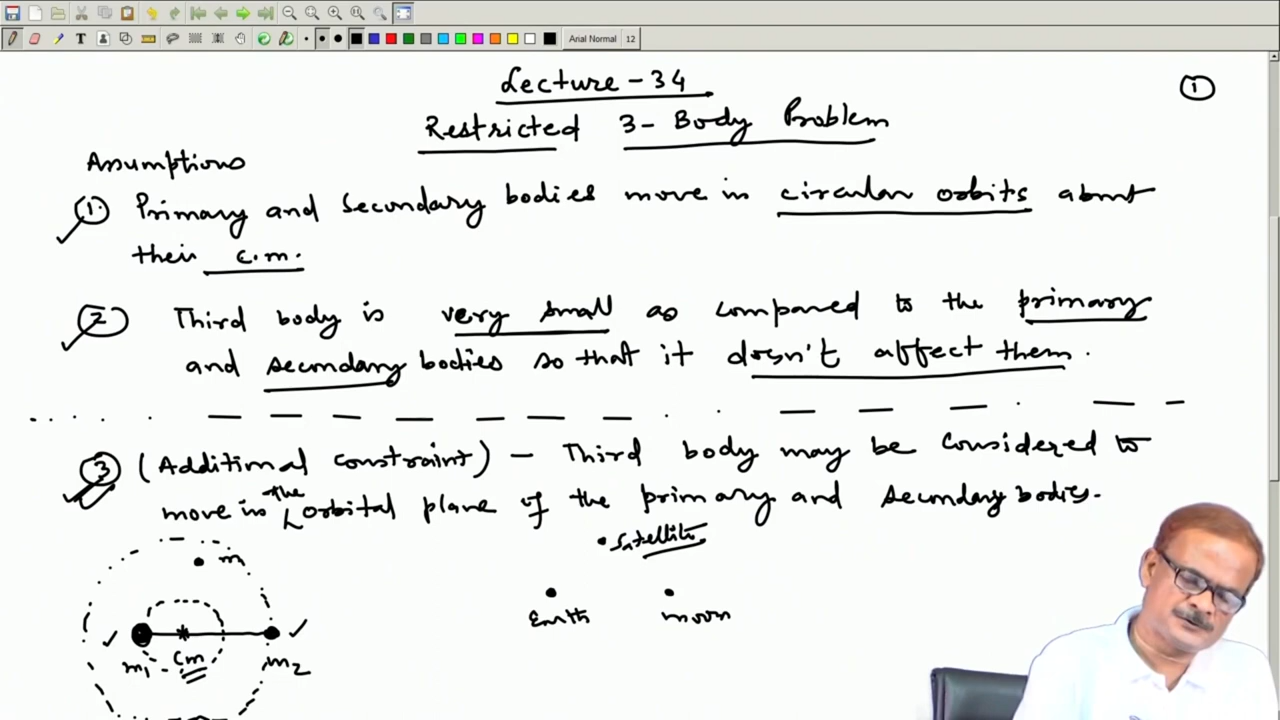 Arial Normal 12
Lecture-34
①
Restricted 3-Body Problem
Assumptions
① Primary and secondary bodies move in circular orbits about
their c.m.
② Third body is very small as compared to the primary
and secondary bodies so that it doesn't affect them.
③ (Additional constraint) - Third body may be considered to
move in the orbital plane of the primary and secondary bodies.
satellite
m
Earth moon
m1 cm m2